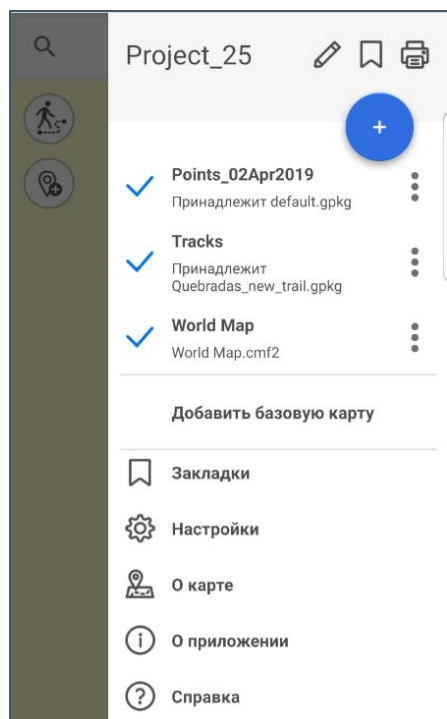 Project_25
+
Points_02Apr2019
Принадлежит default.gpkg
Tracks
Принадлежит
Quebradas_new_trail.gpkg
World Map
World Map.cmf2
Добавить базовую карту
Закладки
Настройки
О карте
О приложении
Справка